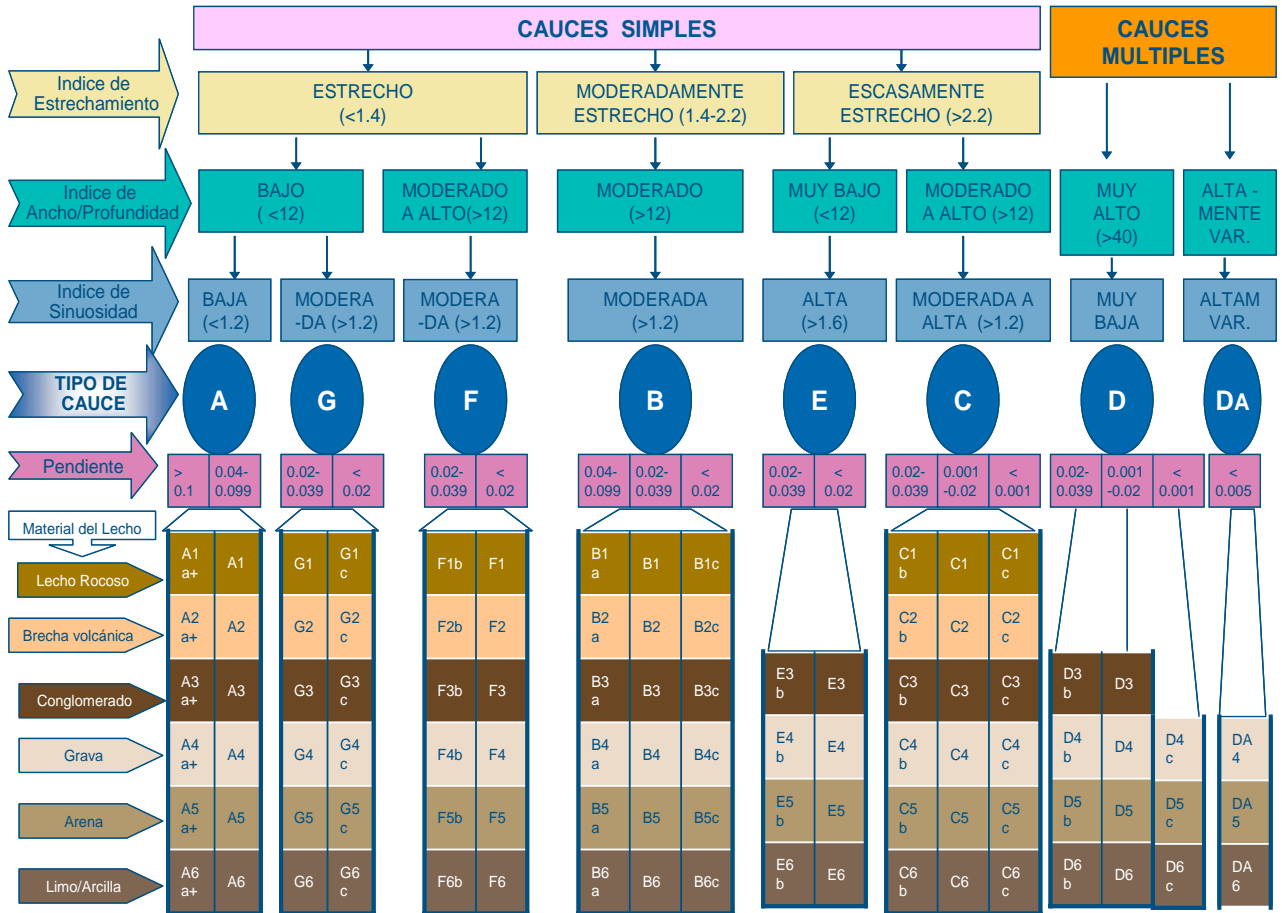 CAUCES SIMPLES
CAUCES
MULTIPLES
Indice de
Estrechamiento
ESTRECHO
(<1.4)
MODERADAMENTE
ESTRECHO (1.4-2.2)
ESCASAMENTE
ESTRECHO (>2.2)
Indice de
Ancho/Profundidad
BAJO
( <12)
MODERADO
A ALTO(>12)
MODERADO
(>12)
MUY BAJO
(<12)
MODERADO
A ALTO (>12)
MUY
ALTO
(>40)
ALTA -
MENTE
VAR.
Indice de
Sinuosidad
BAJA
(<1.2)
MODERA
-DA (>1.2)
MODERA
-DA (>1.2)
MODERADA
(>1.2)
ALTA
(>1.6)
MODERADA A
ALTA (>1.2)
MUY
BAJA
ALTAM
VAR.
TIPO DE
CAUCE
A
G
F
B
E
C
D
DA
Pendiente
>
0.1
0.04-
0.099
0.02-
0.039
<
0.02
0.02-
0.039
<
0.02
0.04-
0.099
0.02-
0.039
<
0.02
0.02-
0.039
<
0.02
0.02-
0.039
0.001
-0.02
<
0.001
0.02-
0.039
0.001
-0.02
<
0.001
<
0.005
Material del Lecho
Lecho Rocoso
A1
a+
A1
G1
G1
c
F1b
F1
B1
a
B1
B1c
C1
b
C1
C1
c
Brecha volcánica
A2
a+
A2
G2
G2
c
F2b
F2
B2
a
B2
B2c
C2
b
C2
C2
c
Conglomerado
A3
a+
A3
G3
G3
c
F3b
F3
B3
a
B3
B3c
E3
b
E3
C3
b
C3
C3
c
D3
b
D3
Grava
A4
a+
A4
G4
G4
c
F4b
F4
B4
a
B4
B4c
E4
b
E4
C4
b
C4
C4
c
D4
b
D4
D4
c
DA
4
Arena
A5
a+
A5
G5
G5
c
F5b
F5
B5
a
B5
B5c
E5
b
E5
C5
b
C5
C5
c
D5
b
D5
D5
c
DA
5
Limo/Arcilla
A6
a+
A6
G6
G6
c
F6b
F6
B6
a
B6
B6c
E6
b
E6
C6
b
C6
C6
c
D6
b
D6
D6
c
DA
6